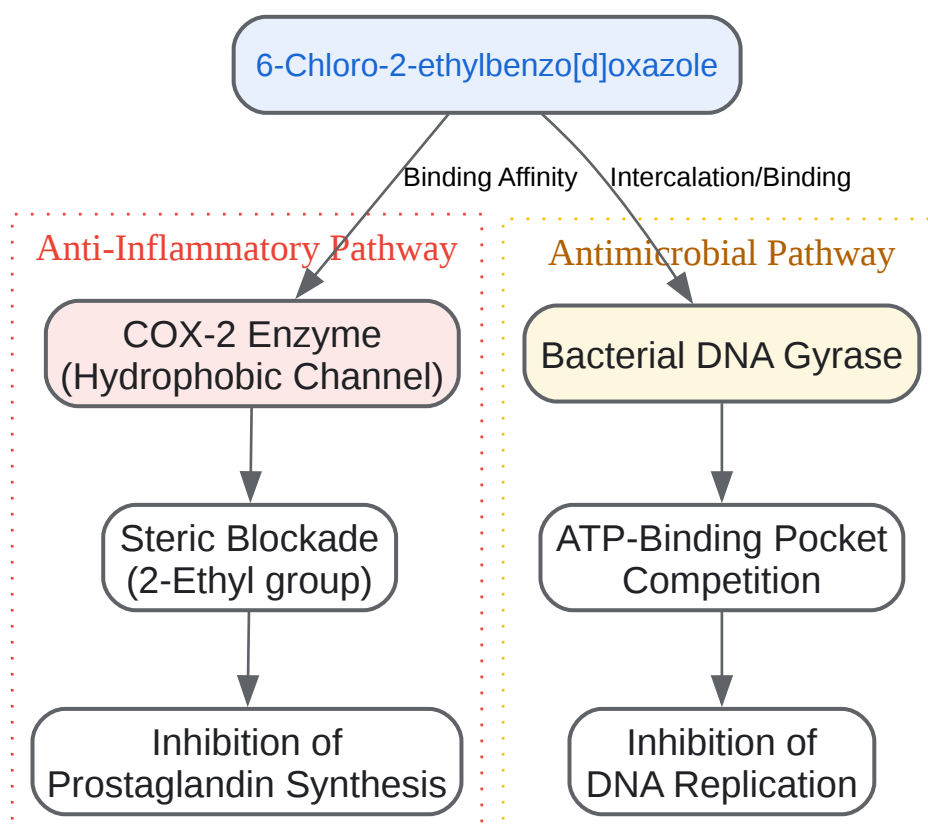 6-Chloro-2-ethylbenzo[d]oxazole
Binding Affinity
Intercalation/Binding
Anti-Inflammatory Pathway
Antimicrobial Pathway
COX-2 Enzyme
(Hydrophobic Channel)
Bacterial DNA Gyrase
Steric Blockade
(2-Ethyl group)
ATP-Binding Pocket
Competition
Inhibition of
Prostaglandin Synthesis
Inhibition of
DNA Replication